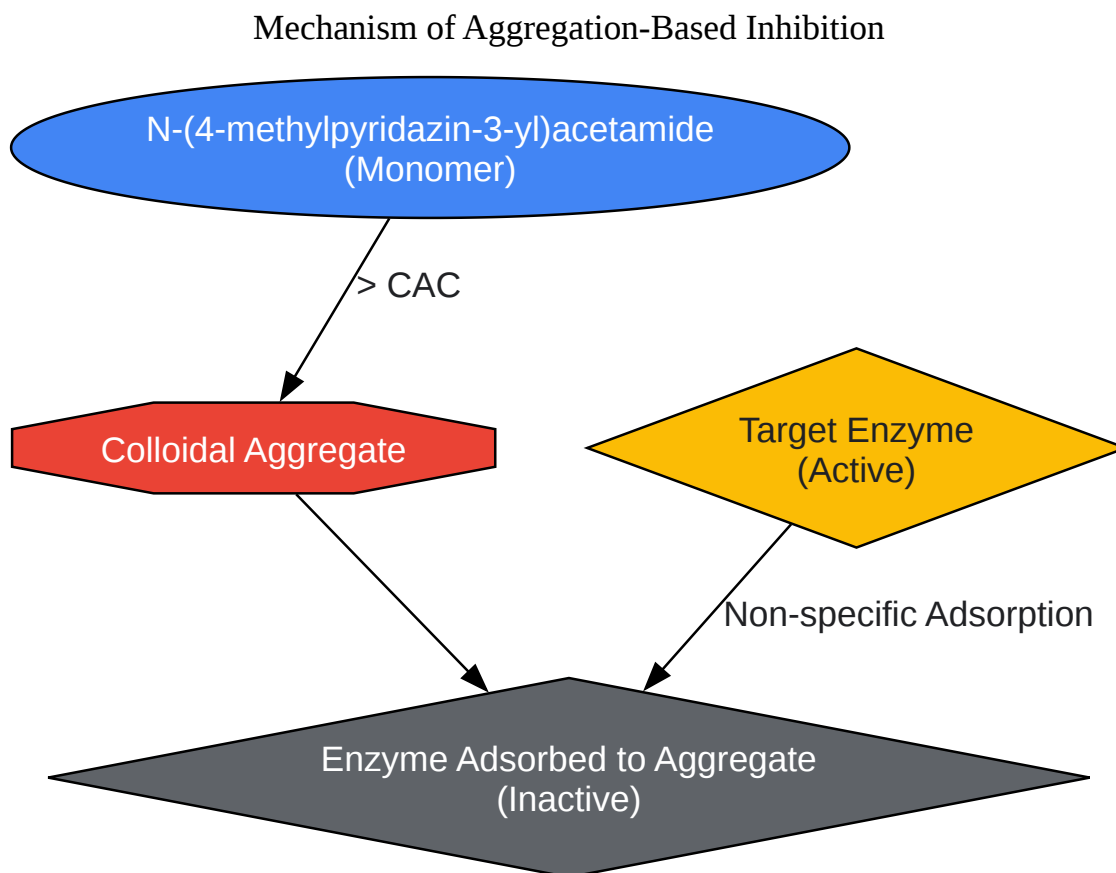 Mechanism of Aggregation-Based Inhibition
N-(4-methylpyridazin-3-yl)acetamide
(Monomer)
> CAC
Colloidal Aggregate
Target Enzyme
(Active)
Non-specific Adsorption
Enzyme Adsorbed to Aggregate
(Inactive)